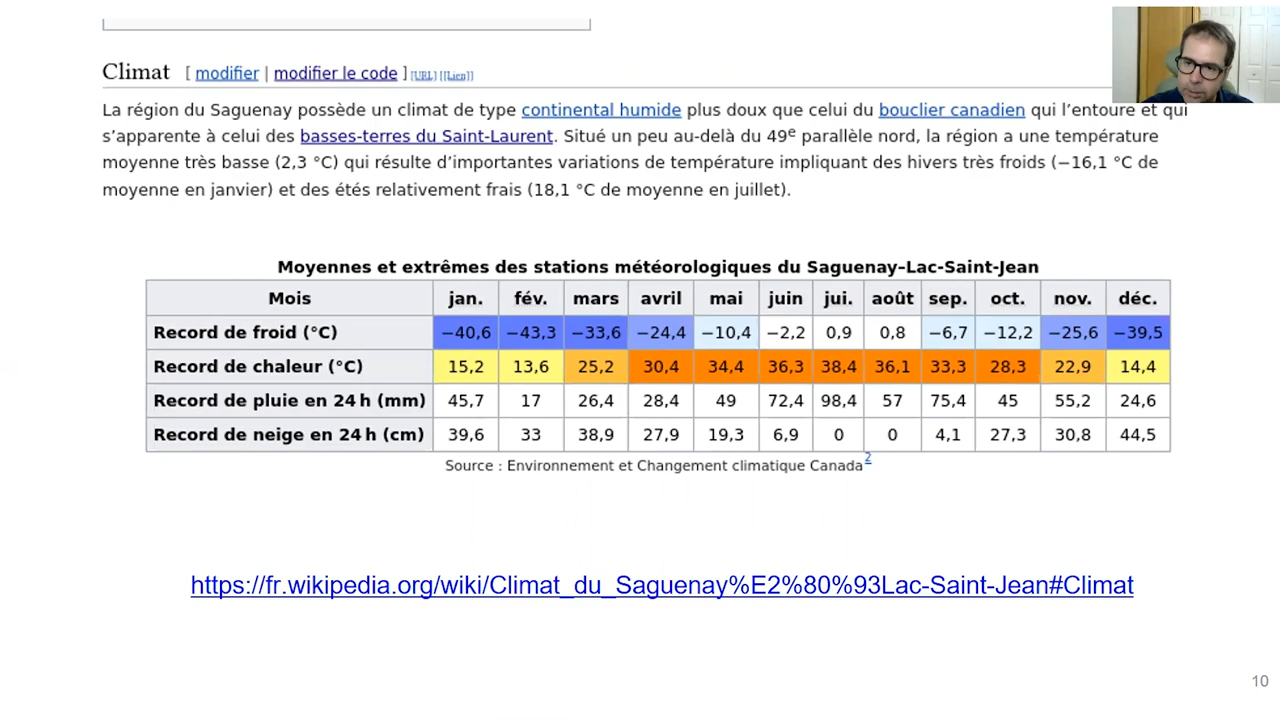 Climat [ modifier | modifier le code ] [URL] [[Lien]]
La région du Saguenay possède un climat de type continental humide plus doux que celui du bouclier canadien qui l’entoure et qui
s’apparente à celui des basses-terres du Saint-Laurent. Situé un peu au-delà du 49e parallèle nord, la région a une température
moyenne très basse (2,3 °C) qui résulte d’importantes variations de température impliquant des hivers très froids (−16,1 °C de
moyenne en janvier) et des étés relativement frais (18,1 °C de moyenne en juillet).
Moyennes et extrêmes des stations météorologiques du Saguenay–Lac-Saint-Jean
Mois jan. fév. mars avril mai juin jui. août sep. oct. nov. déc.
Record de froid (°C) −40,6 −43,3 −33,6 −24,4 −10,4 −2,2 0,9 0,8 −6,7 −12,2 −25,6 −39,5
Record de chaleur (°C) 15,2 13,6 25,2 30,4 34,4 36,3 38,4 36,1 33,3 28,3 22,9 14,4
Record de pluie en 24 h (mm) 45,7 17 26,4 28,4 49 72,4 98,4 57 75,4 45 55,2 24,6
Record de neige en 24 h (cm) 39,6 33 38,9 27,9 19,3 6,9 0 0 4,1 27,3 30,8 44,5
Source : Environnement et Changement climatique Canada 2
https://fr.wikipedia.org/wiki/Climat_du_Saguenay%E2%80%93Lac-Saint-Jean#Climat
10